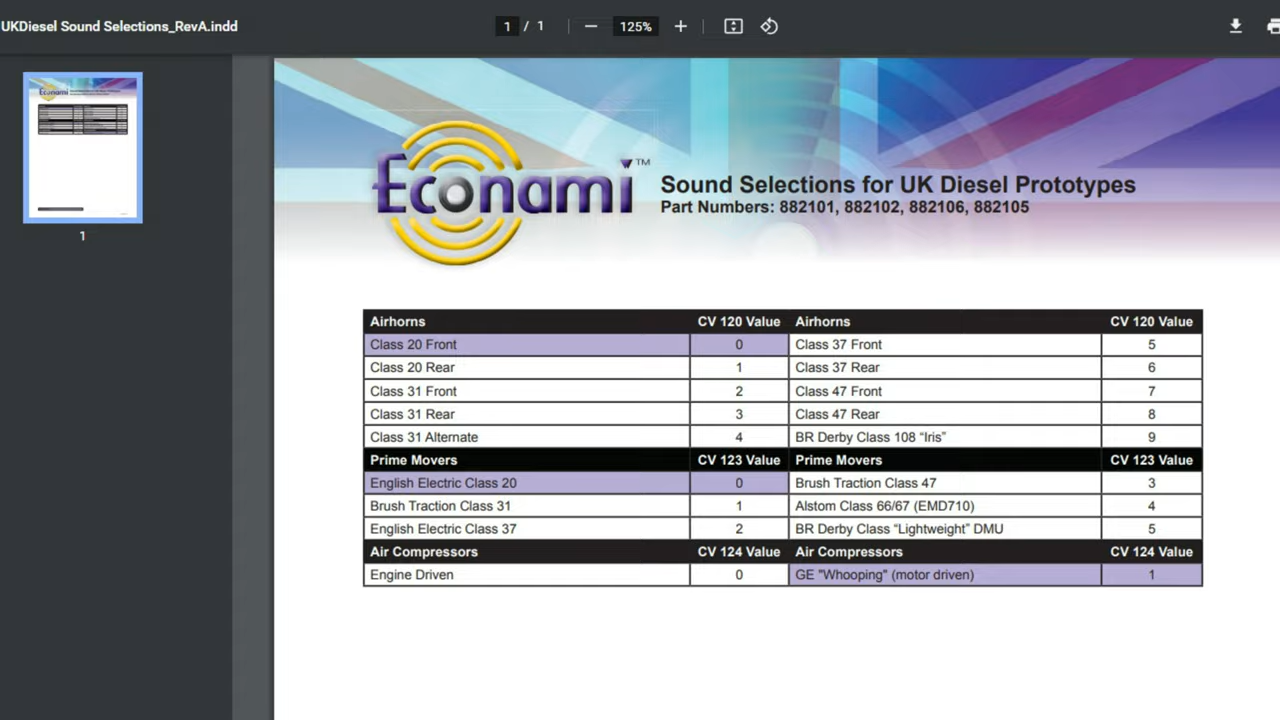 UKDiesel Sound Selections_RevA.indd
1 / 1
125%
1
Econami™
Sound Selections for UK Diesel Prototypes
Part Numbers: 882101, 882102, 882106, 882105
Airhorns CV 120 Value Airhorns CV 120 Value
Class 20 Front 0 Class 37 Front 5
Class 20 Rear 1 Class 37 Rear 6
Class 31 Front 2 Class 47 Front 7
Class 31 Rear 3 Class 47 Rear 8
Class 31 Alternate 4 BR Derby Class 108 “Iris” 9
Prime Movers CV 123 Value Prime Movers CV 123 Value
English Electric Class 20 0 Brush Traction Class 47 3
Brush Traction Class 31 1 Alstom Class 66/67 (EMD710) 4
English Electric Class 37 2 BR Derby Class “Lightweight” DMU 5
Air Compressors CV 124 Value Air Compressors CV 124 Value
Engine Driven 0 GE "Whooping" (motor driven) 1